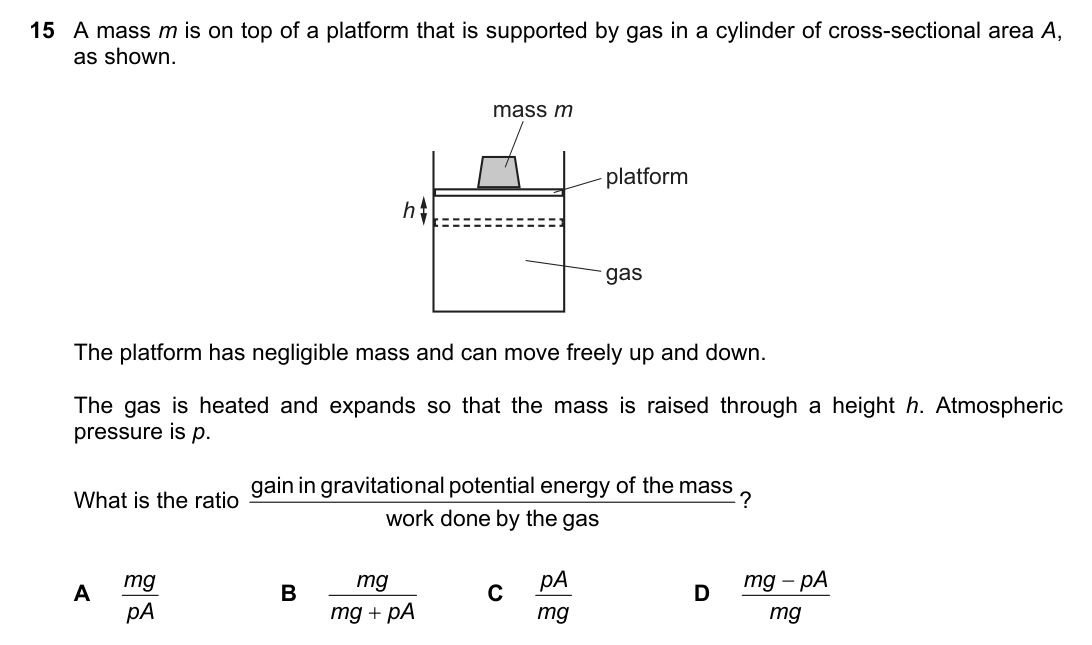 15 A mass m is on top of a platform that is supported by gas in a cylinder of cross-sectional area A,
as shown.
mass m
platform
h
gas
The platform has negligible mass and can move freely up and down.
The gas is heated and expands so that the mass is raised through a height h. Atmospheric
pressure is p.
What is the ratio gain in gravitational potential energy of the mass / work done by the gas ?
A mg / pA B mg / mg + pA C pA / mg D mg – pA / mg